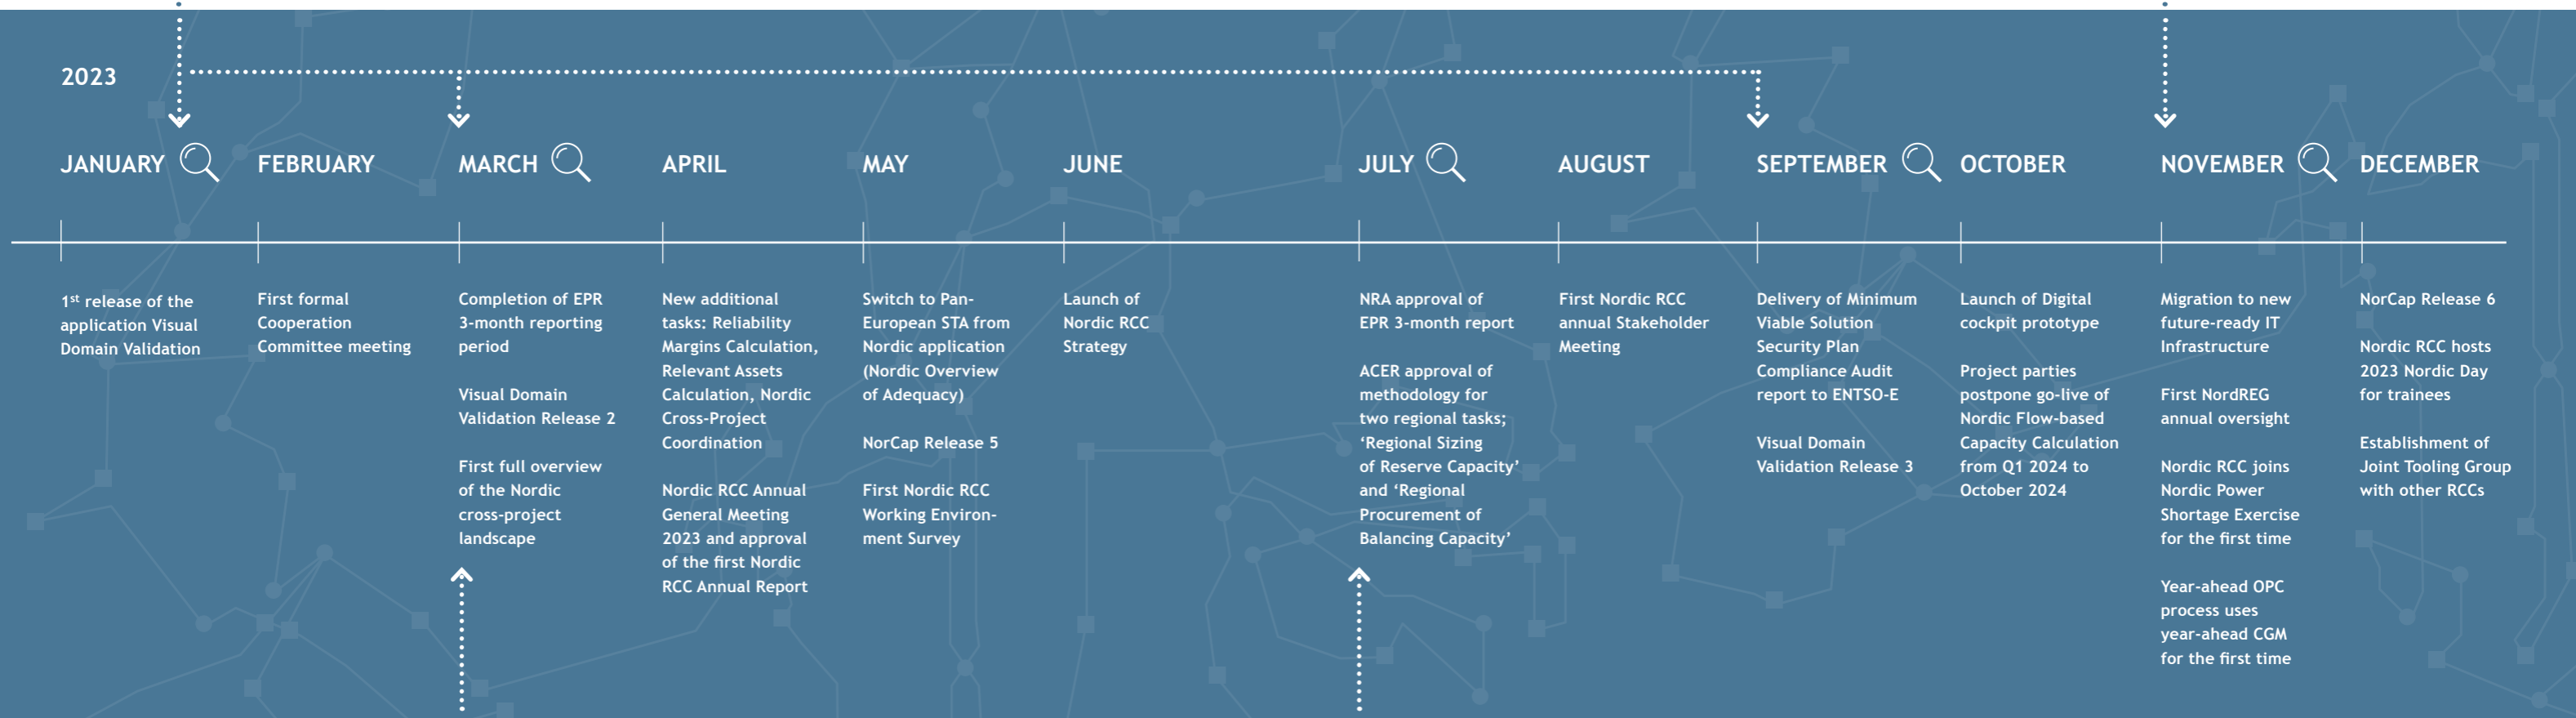 2023
JANUARY
FEBRUARY
MARCH
APRIL
MAY
JUNE
JULY
AUGUST
SEPTEMBER
OCTOBER
NOVEMBER
DECEMBER
1st release of the
application Visual
Domain Validation
First formal
Cooperation
Committee meeting
Completion of EPR
3-month reporting
period
Visual Domain
Validation Release 2
First full overview
of the Nordic
cross-project
landscape
New additional
tasks: Reliability
Margins Calculation,
Relevant Assets
Calculation, Nordic
Cross-Project
Coordination
Nordic RCC Annual
General Meeting
2023 and approval
of the first Nordic
RCC Annual Report
Switch to Pan-
European STA from
Nordic application
(Nordic Overview
of Adequacy)
NorCap Release 5
First Nordic RCC
Working Environ-
ment Survey
Launch of
Nordic RCC
Strategy
NRA approval of
EPR 3-month report
ACER approval of
methodology for
two regional tasks;
‘Regional Sizing
of Reserve Capacity’
and ‘Regional
Procurement of
Balancing Capacity’
First Nordic RCC
annual Stakeholder
Meeting
Delivery of Minimum
Viable Solution
Security Plan
Compliance Audit
report to ENTSO-E
Visual Domain
Validation Release 3
Launch of Digital
cockpit prototype
Project parties
postpone go-live of
Nordic Flow-based
Capacity Calculation
from Q1 2024 to
October 2024
Migration to new
future-ready IT
Infrastructure
First NordREG
annual oversight
Nordic RCC joins
Nordic Power
Shortage Exercise
for the first time
Year-ahead OPC
process uses
year-ahead CGM
for the first time
NorCap Release 6
Nordic RCC hosts
2023 Nordic Day
for trainees
Establishment of
Joint Tooling Group
with other RCCs